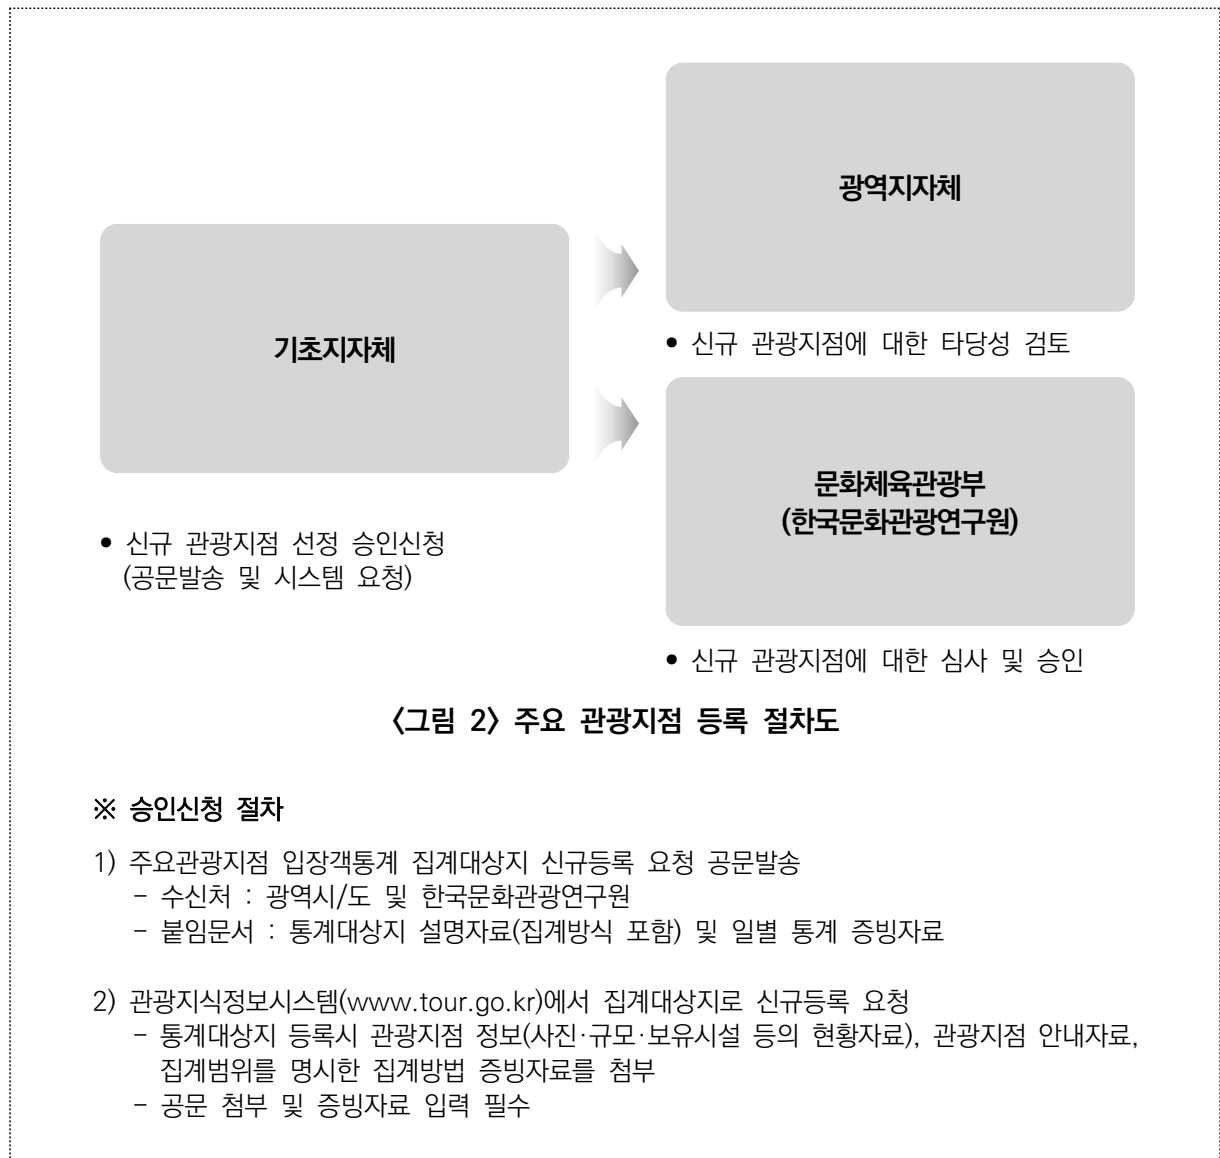 광역지자체
기초지자체
• 신규 관광지점에 대한 타당성 검토
문화체육관광부
(한국문화관광연구원)
• 신규 관광지점 선정 승인신청
(공문발송 및 시스템 요청)
• 신규 관광지점에 대한 심사 및 승인
〈그림 2〉 주요 관광지점 등록 절차도
※ 승인신청 절차
1) 주요관광지점 입장객통계 집계대상지 신규등록 요청 공문발송
- 수신처 : 광역시/도 및 한국문화관광연구원
- 붙임문서 : 통계대상지 설명자료(집계방식 포함) 및 일별 통계 증빙자료
2) 관광지식정보시스템(www.tour.go.kr)에서 집계대상지로 신규등록 요청
- 통계대상지 등록시 관광지점 정보(사진·규모·보유시설 등의 현황자료), 관광지점 안내자료,
집계범위를 명시한 집계방법 증빙자료를 첨부
- 공문 첨부 및 증빙자료 입력 필수